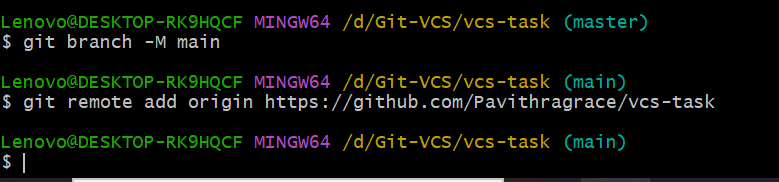 Lenovo@DESKTOP-RK9HQCF MINGW64 /d/Git-VCS/vcs-task (master)
$ git branch -M main
Lenovo@DESKTOP-RK9HQCF MINGW64 /d/Git-VCS/vcs-task (main)
$ git remote add origin https://github.com/Pavithragrace/vcs-task
Lenovo@DESKTOP-RK9HQCF MINGW64 /d/Git-VCS/vcs-task (main)
$